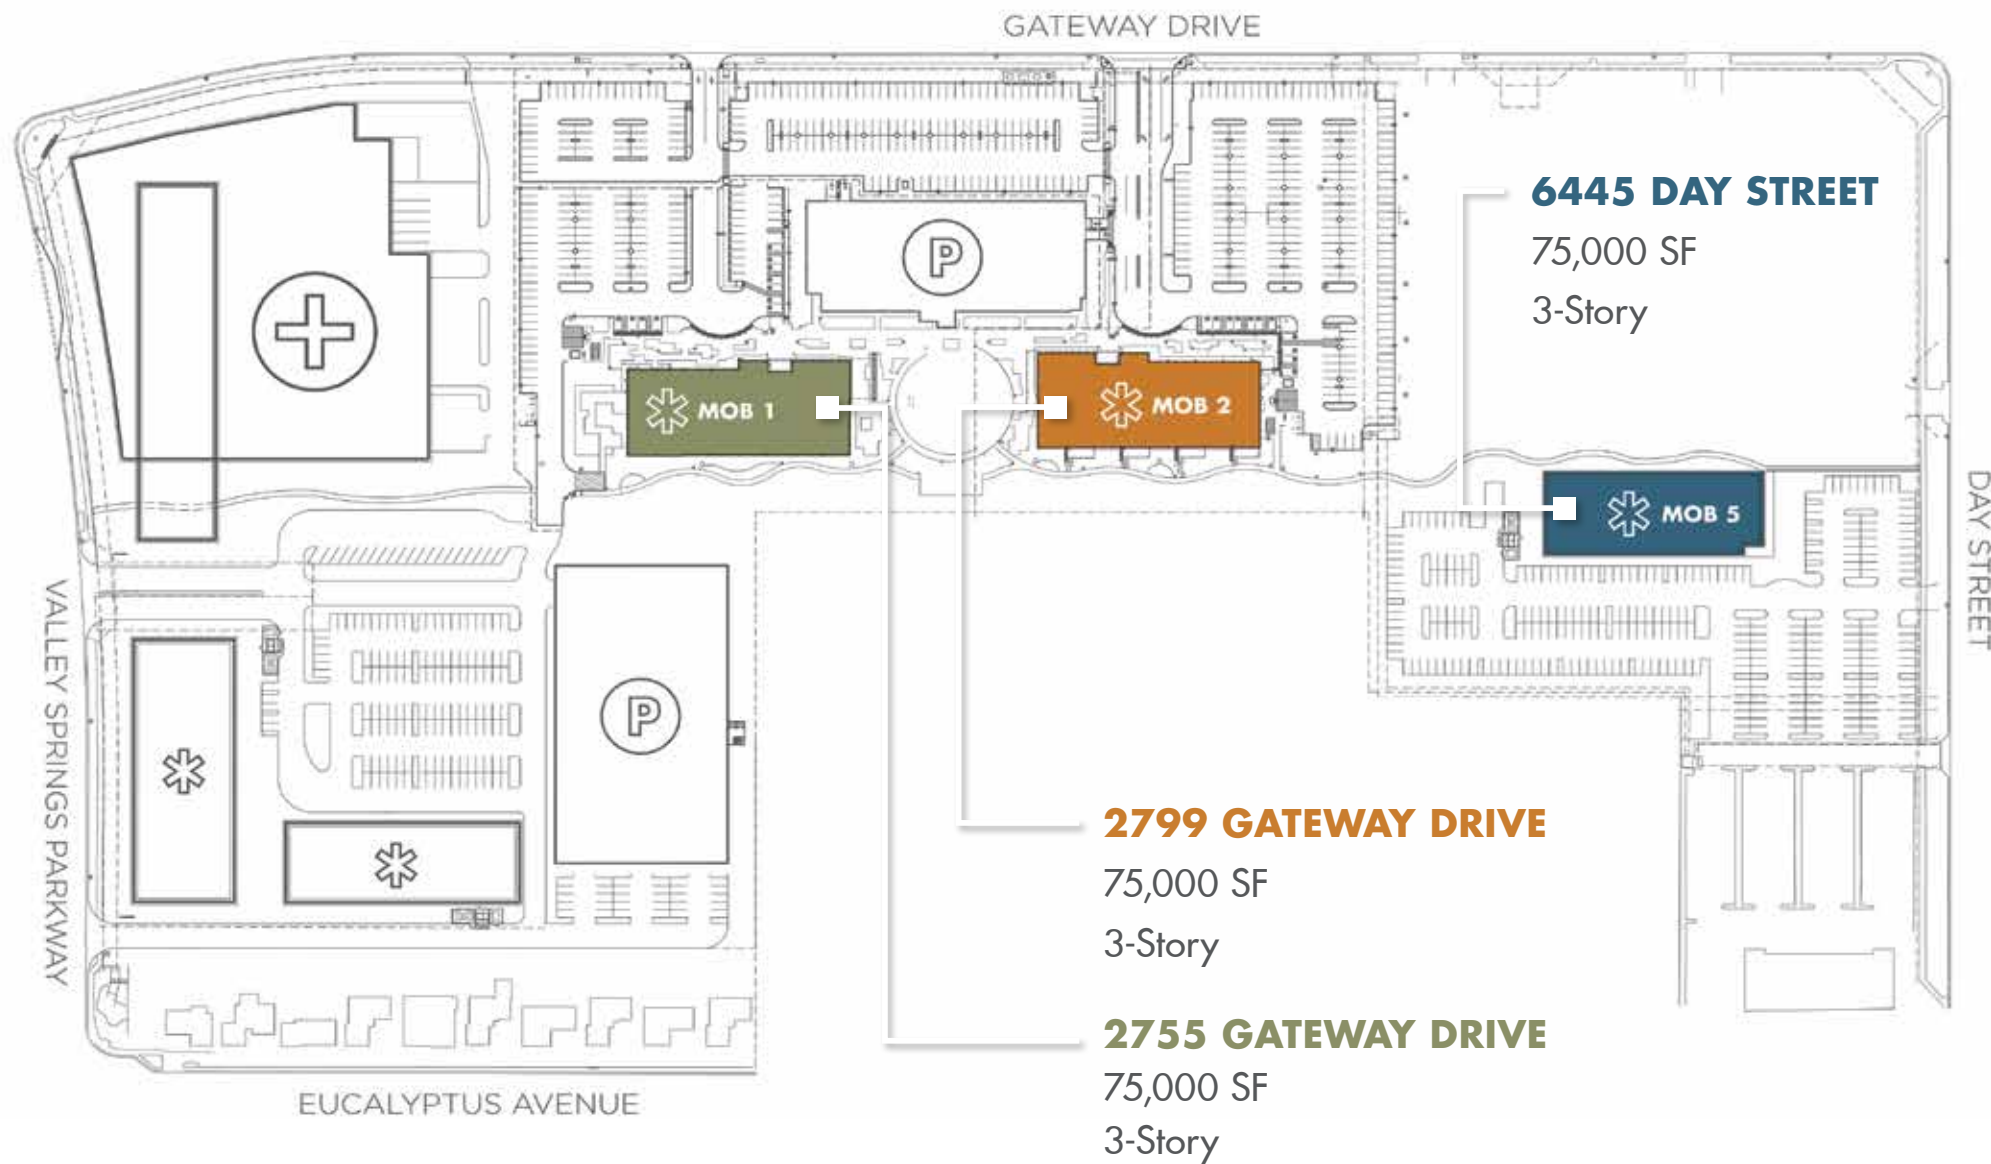 GATEWAY DRIVE
6445 DAY STREET
75,000 SF
3-Story
P
MOB 1
MOB 2
MOB 5
DAY STREET
VALLEY SPRINGS PARKWAY
P
2799 GATEWAY DRIVE
75,000 SF
3-Story
2755 GATEWAY DRIVE
75,000 SF
3-Story
EUCALYPTUS AVENUE